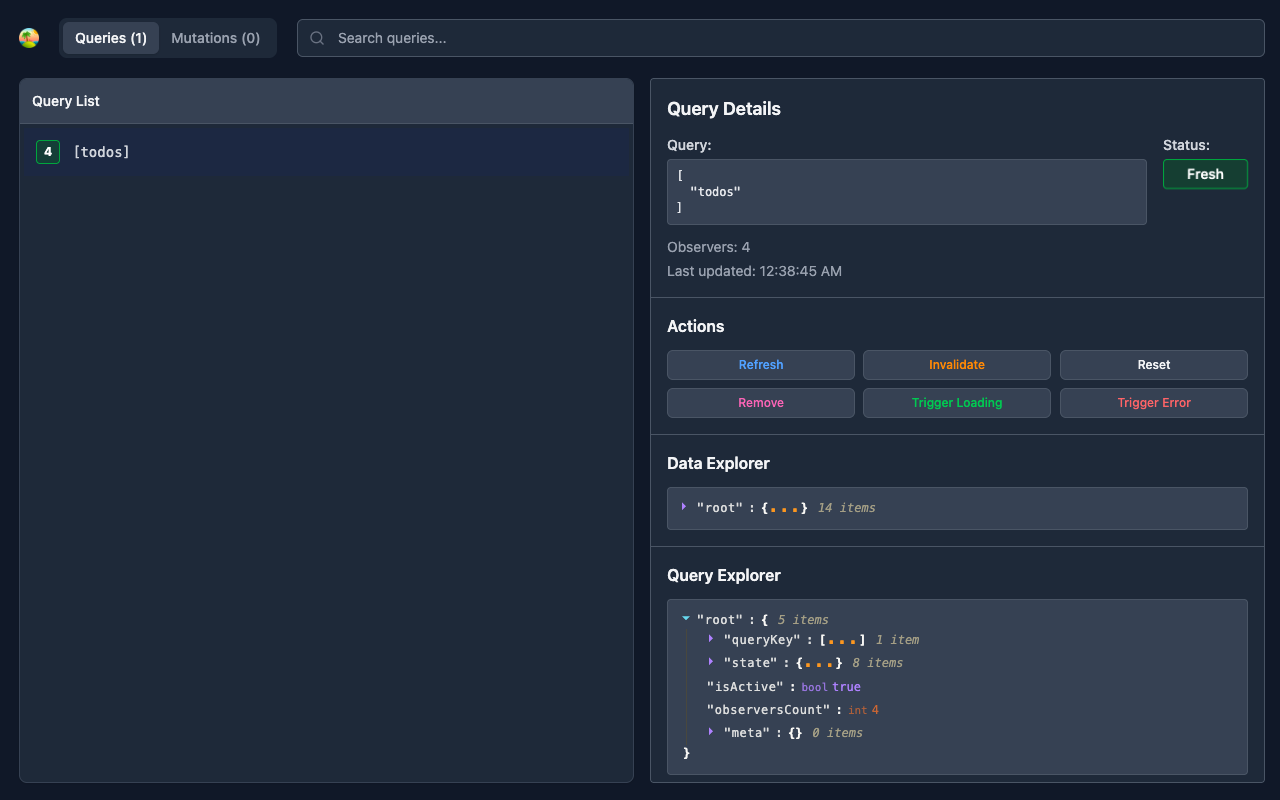 Queries (1)
Mutations (0)
Search queries...
Query List
4
[todos]
Query Details
Query:
Status:
[
"todos"
]
Fresh
Observers: 4
Last updated: 12:38:45 AM
Actions
Refresh
Invalidate
Reset
Remove
Trigger Loading
Trigger Error
Data Explorer
"root" : {...} 14 items
Query Explorer
"root" : { 5 items
"queryKey" : [...] 1 item
"state" : {...} 8 items
"isActive" : bool true
"observersCount" : int 4
"meta" : {} 0 items
}